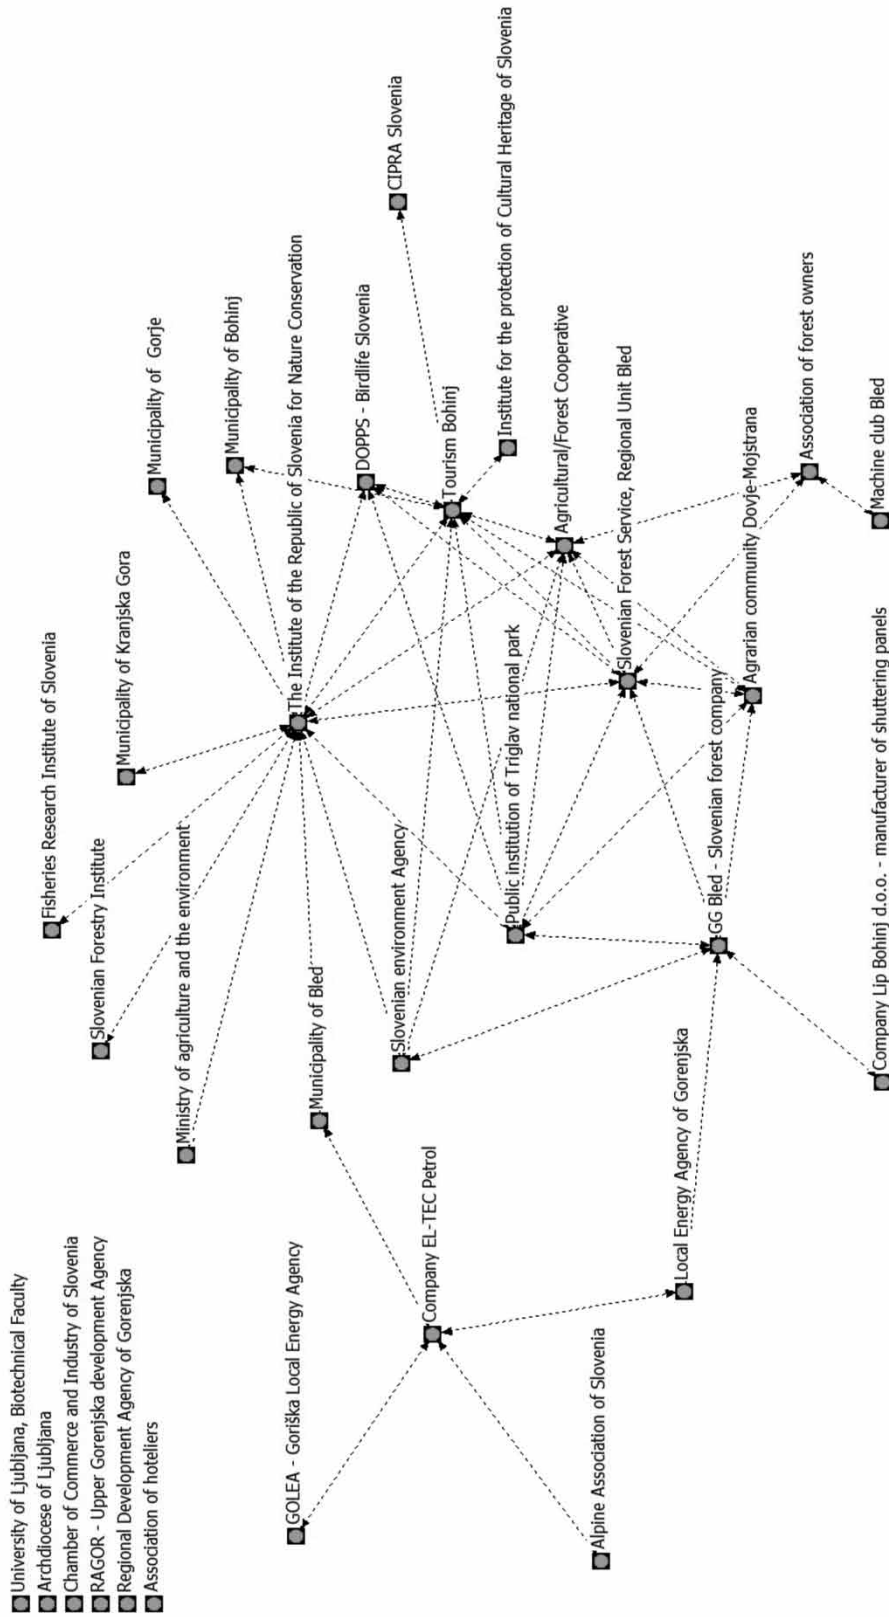 University of Ljubljana, Biotechnical Faculty
Archdiocese of Ljubljana
Chamber of Commerce and Industry of Slovenia
RAGOR - Upper Gorenjska development Agency
Regional Development Agency of Gorenjska
Association of hoteliers
Fisheries Research Institute of Slovenia
Slovenian Forestry Institute
Municipality of Kranjska Gora
Municipality of Gorje
Ministry of agriculture and the environment
Municipality of Bohinj
The Institute of the Republic of Slovenia for Nature Conservation
GOLEA - Goriška Local Energy Agency
Municipality of Bled
DOPPS - Birdlife Slovenia
CIPRA Slovenia
Slovenian environment Agency
Company EL-TEC Petrol
Tourism Bohinj
Institute for the protection of Cultural Heritage of Slovenia
Public institution of Triglav national park
Agricultural/Forest Cooperative
Alpine Association of Slovenia
Slovenian Forest Service, Regional Unit Bled
Local Energy Agency of Gorenjska
GG Bled - Slovenian forest company
Agrarian community Dovje-Mojstrana
Association of forest owners
Company Lip Bohinj d.o.o. - manufacturer of shuttering panels
Machine club Bled